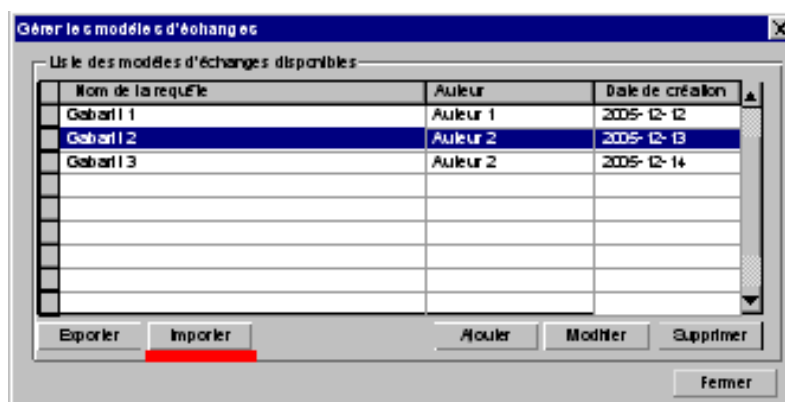 Gérer les modèles d'échanges
Liste des modèles d'échanges disponibles
Nom de la requête Auteur Date de création
Gabarit 1 Auteur 1 2005-12-12
Gabarit 2 Auteur 2 2005-12-13
Gabarit 3 Auteur 2 2005-12-14
Exporter Importer Ajouter Modifier Supprimer
Fermer